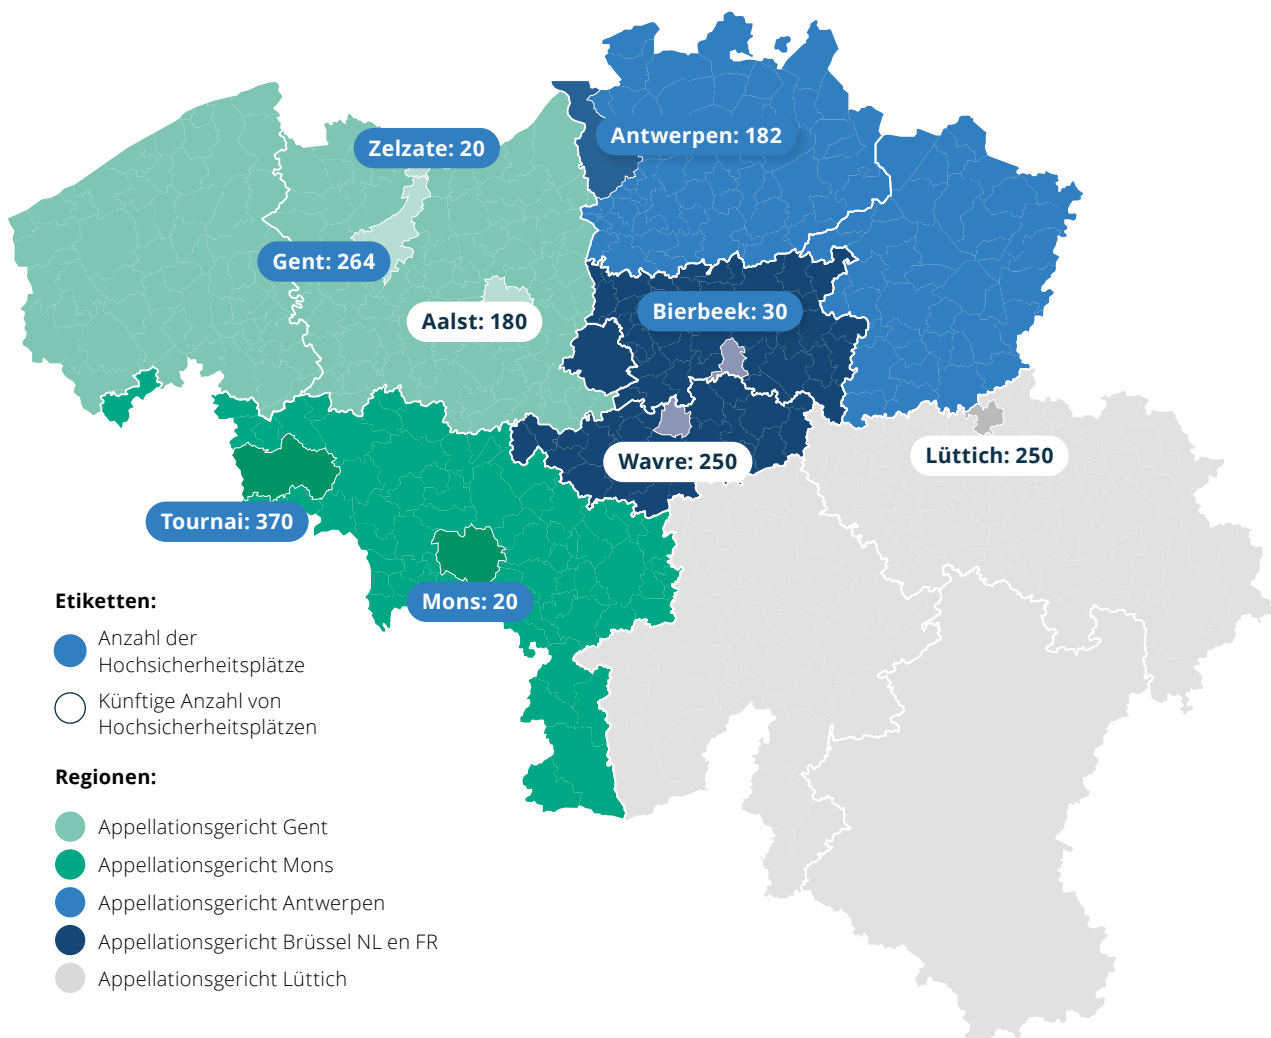 Antwerpen: 182
Zelzate: 20
Gent: 264
Bierbeek: 30
Aalst: 180
Wavre: 250
Lüttich: 250
Tournai: 370
Mons: 20
Etiketten:
Anzahl der
Hochsicherheitsplätze
Künftige Anzahl von
Hochsicherheitsplätzen
Regionen:
Appellationsgericht Gent
Appellationsgericht Mons
Appellationsgericht Antwerpen
Appellationsgericht Brüssel NL en FR
Appellationsgericht Lüttich